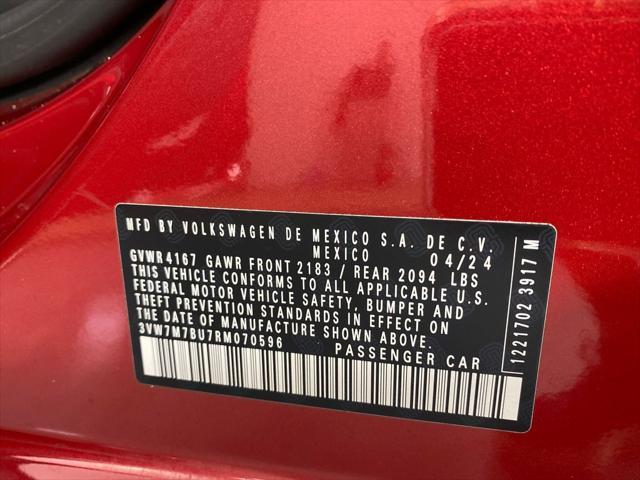 MFD BY VOLKSWAGEN DE MEXICO S.A. DE C.V.
MEXICO 04/24
GVWR 4167 GAWR FRONT 2183 / REAR 2094 LBS
THIS VEHICLE CONFORMS TO ALL APPLICABLE U.S.
FEDERAL MOTOR VEHICLE SAFETY, BUMPER AND
THEFT PREVENTION STANDARDS IN EFFECT ON THE
DATE OF MANUFACTURE SHOWN ABOVE.
3VW7M7BU7RM070596 PASSENGER CAR
1221702 3917 M